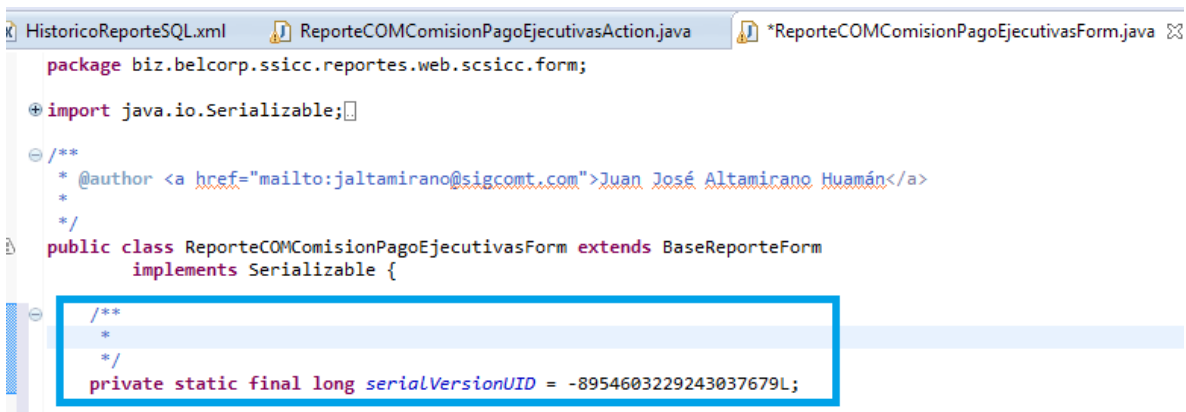 HistoricoReporteSQL.xml ReporteCOMComisionPagoEjecutivasAction.java *ReporteCOMComisionPagoEjecutivasForm.java
package biz.belcorp.ssicc.reportes.web.scsicc.form;
import java.io.Serializable;
/**
* @author <a href="mailto:jaltamirano@sigcomt.com">Juan José Altamirano Huamán</a>
*
*/
public class ReporteCOMComisionPagoEjecutivasForm extends BaseReporteForm
implements Serializable {
/**
*
*/
private static final long serialVersionUID = -8954603229243037679L;